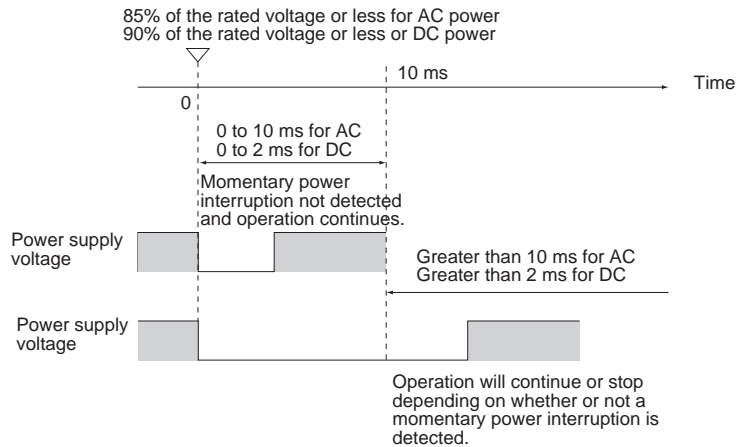 85% of the rated voltage or less for AC power
90% of the rated voltage or less or DC power
10 ms
Time
0
0 to 10 ms for AC
0 to 2 ms for DC
Momentary power
interruption not detected
and operation continues.
Power supply
voltage
Greater than 10 ms for AC
Greater than 2 ms for DC
Power supply
voltage
Operation will continue or stop
depending on whether or not a
momentary power interruption is
detected.